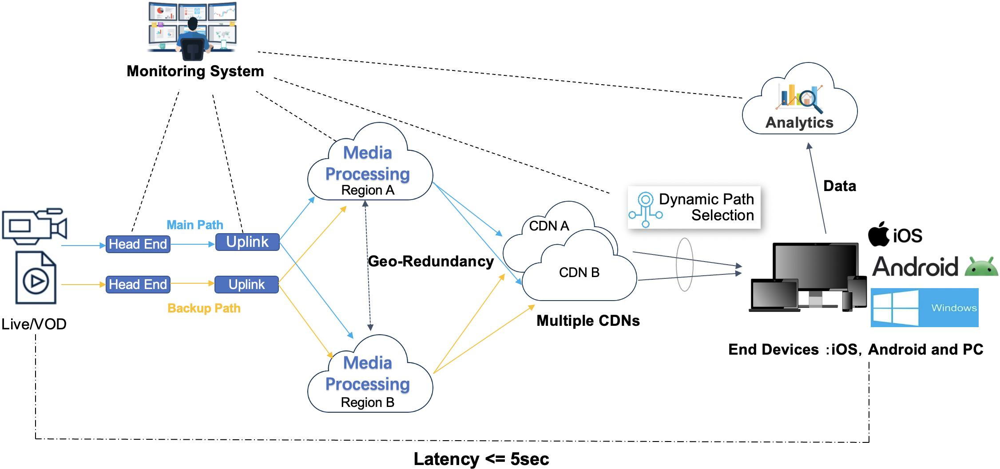 Monitoring System
Analytics
Media
Processing
Region A
Data
Dynamic Path
Selection
Main Path
CDN A
Head End
Uplink
iOS
Geo-Redundancy
Android
CDN B
Head End
Uplink
Backup Path
Windows
Live/VOD
Multiple CDNs
End Devices :iOS, Android and PC
Media
Processing
Region B
Latency <= 5sec